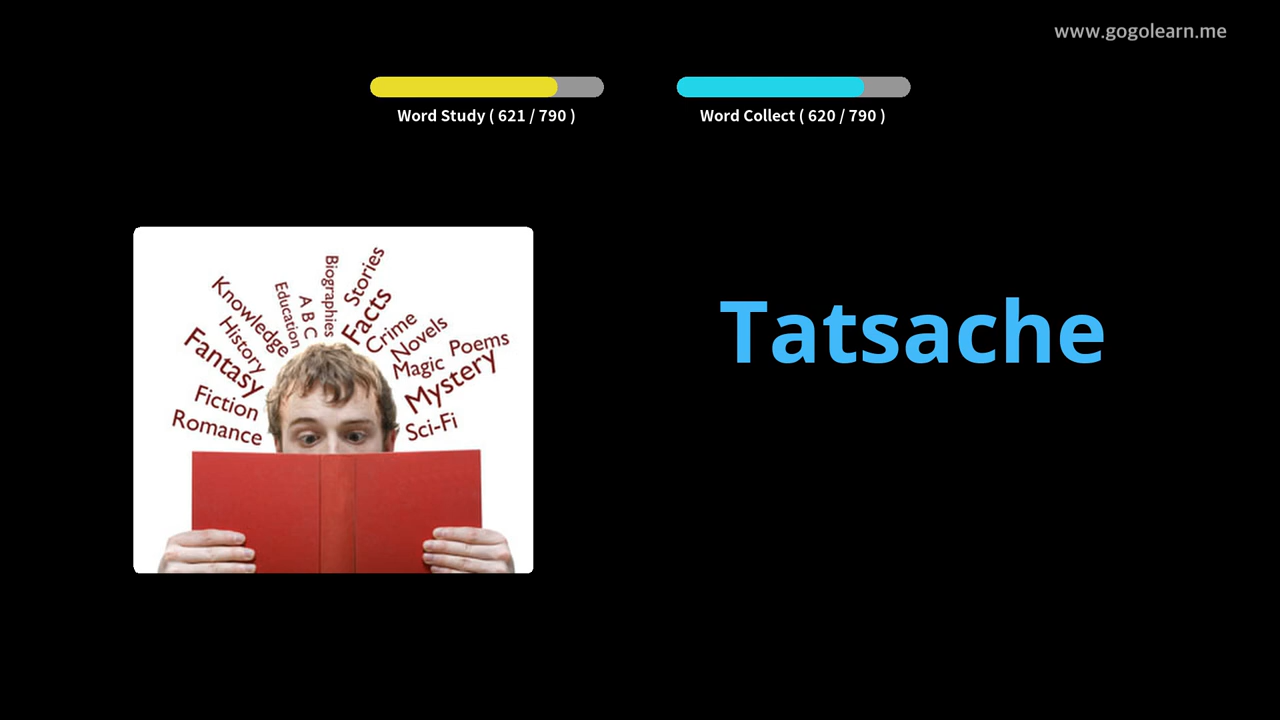 www.gogolearn.me
Word Study ( 621 / 790 )
Word Collect ( 620 / 790 )
Tatsache
Biographies
Stories
Education
A B C
Facts
Knowledge
History
Crime
Novels
Poems
Fantasy
Magic
Mystery
Fiction
Romance
Sci-Fi